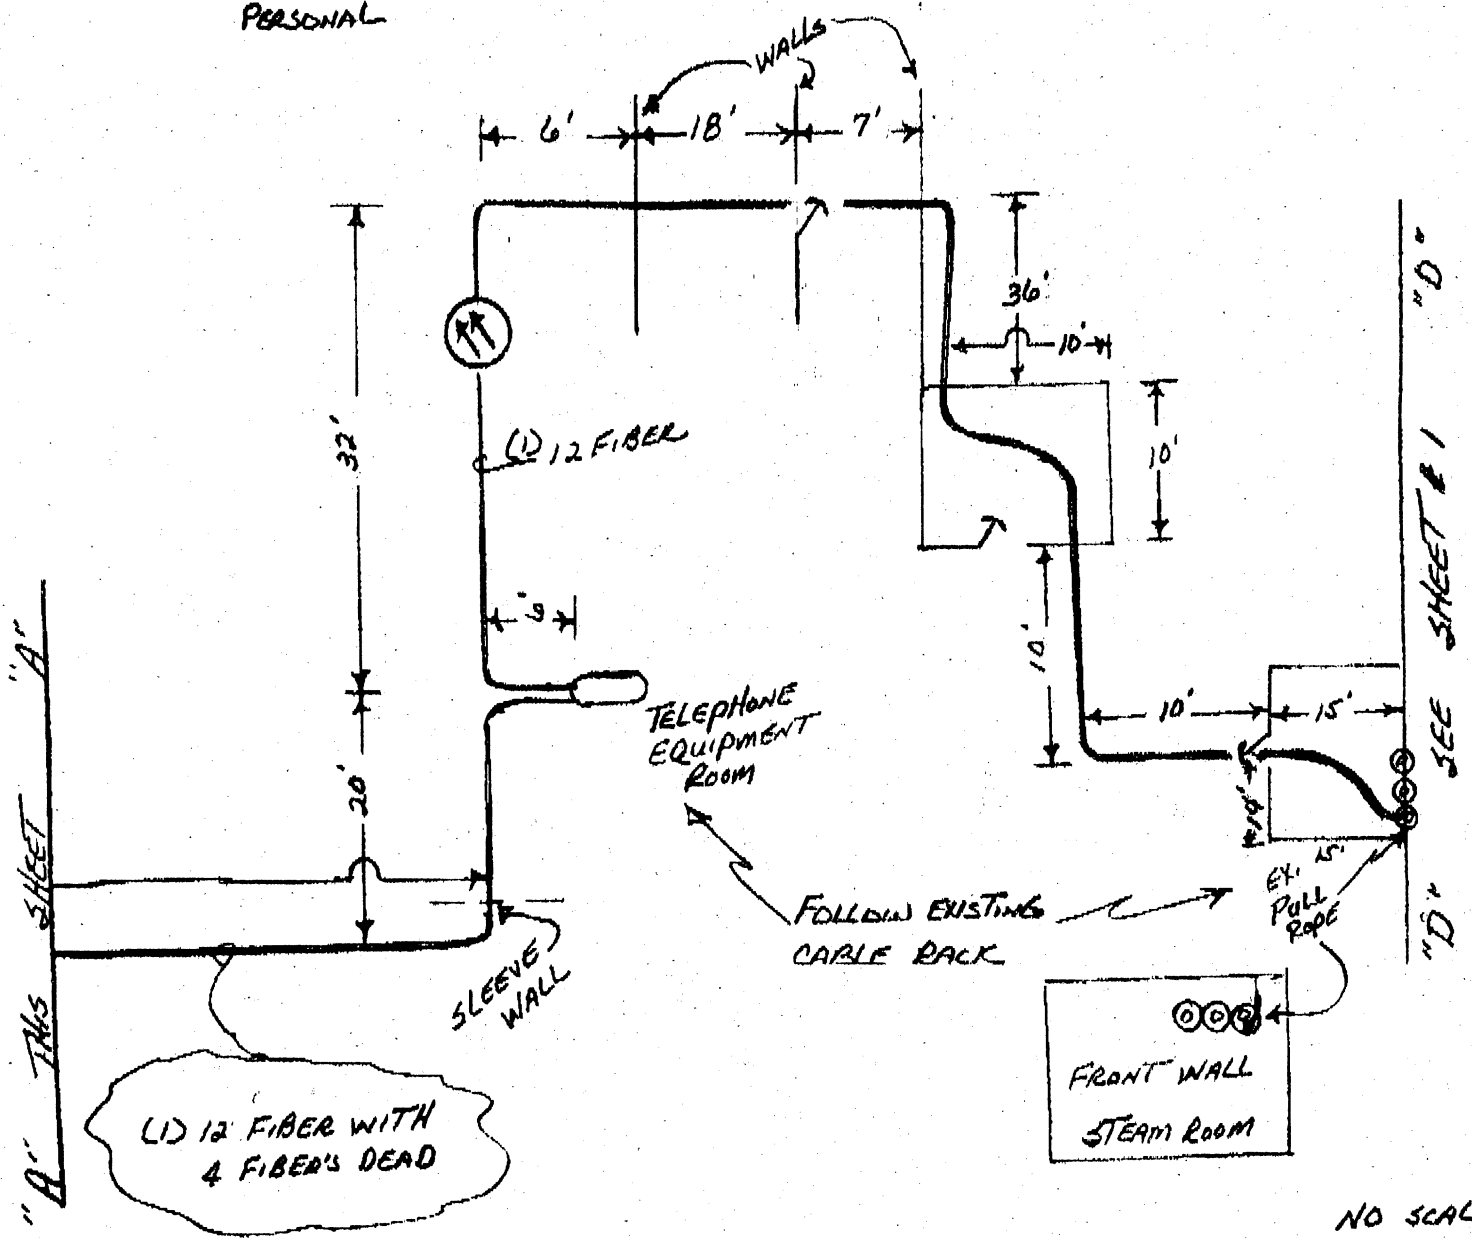 PERSONAL
WALLS
6'
18'
7'
36'
10'
32'
(1) 12 FIBER
10'
10'
TELEPHONE
EQUIPMENT
ROOM
10'
15'
20'
10'
15'
EX.
PULL
ROPE
FOLLOW EXISTING
CABLE RACK
SLEEVE
WALL
(1) 12 FIBER WITH
4 FIBER'S DEAD
FRONT WALL
STEAM ROOM
"A" THIS SHEET "A"
"D" SEE SHEET #1 "D"
NO SCAL